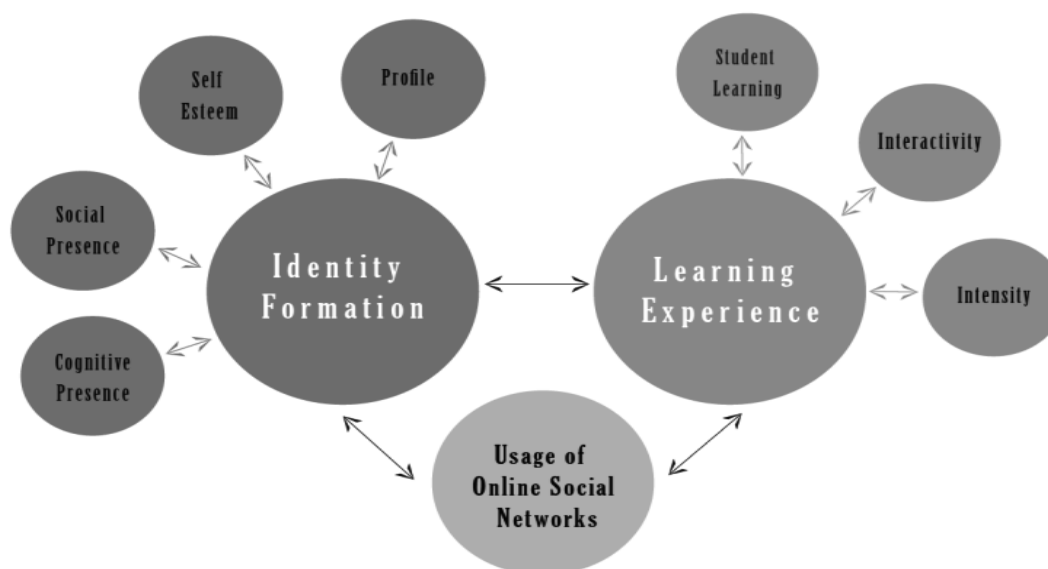 Self
Esteem
Profile
Student
Learning
Interactivity
Social
Presence
Identity
Formation
Learning
Experience
Intensity
Cognitive
Presence
Usage of
Online Social
Networks